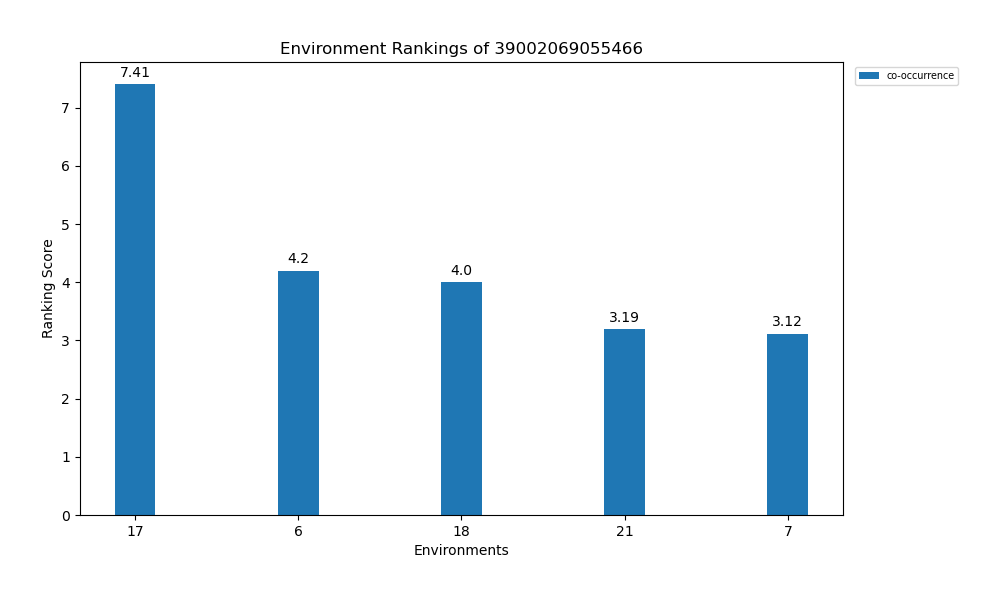 Environment Rankings of 39002069055466
co-occurrence
7.41
4.2
4.0
3.19
3.12
Ranking Score
7
6
5
4
3
2
1
0
17 6 18 21 7
Environments